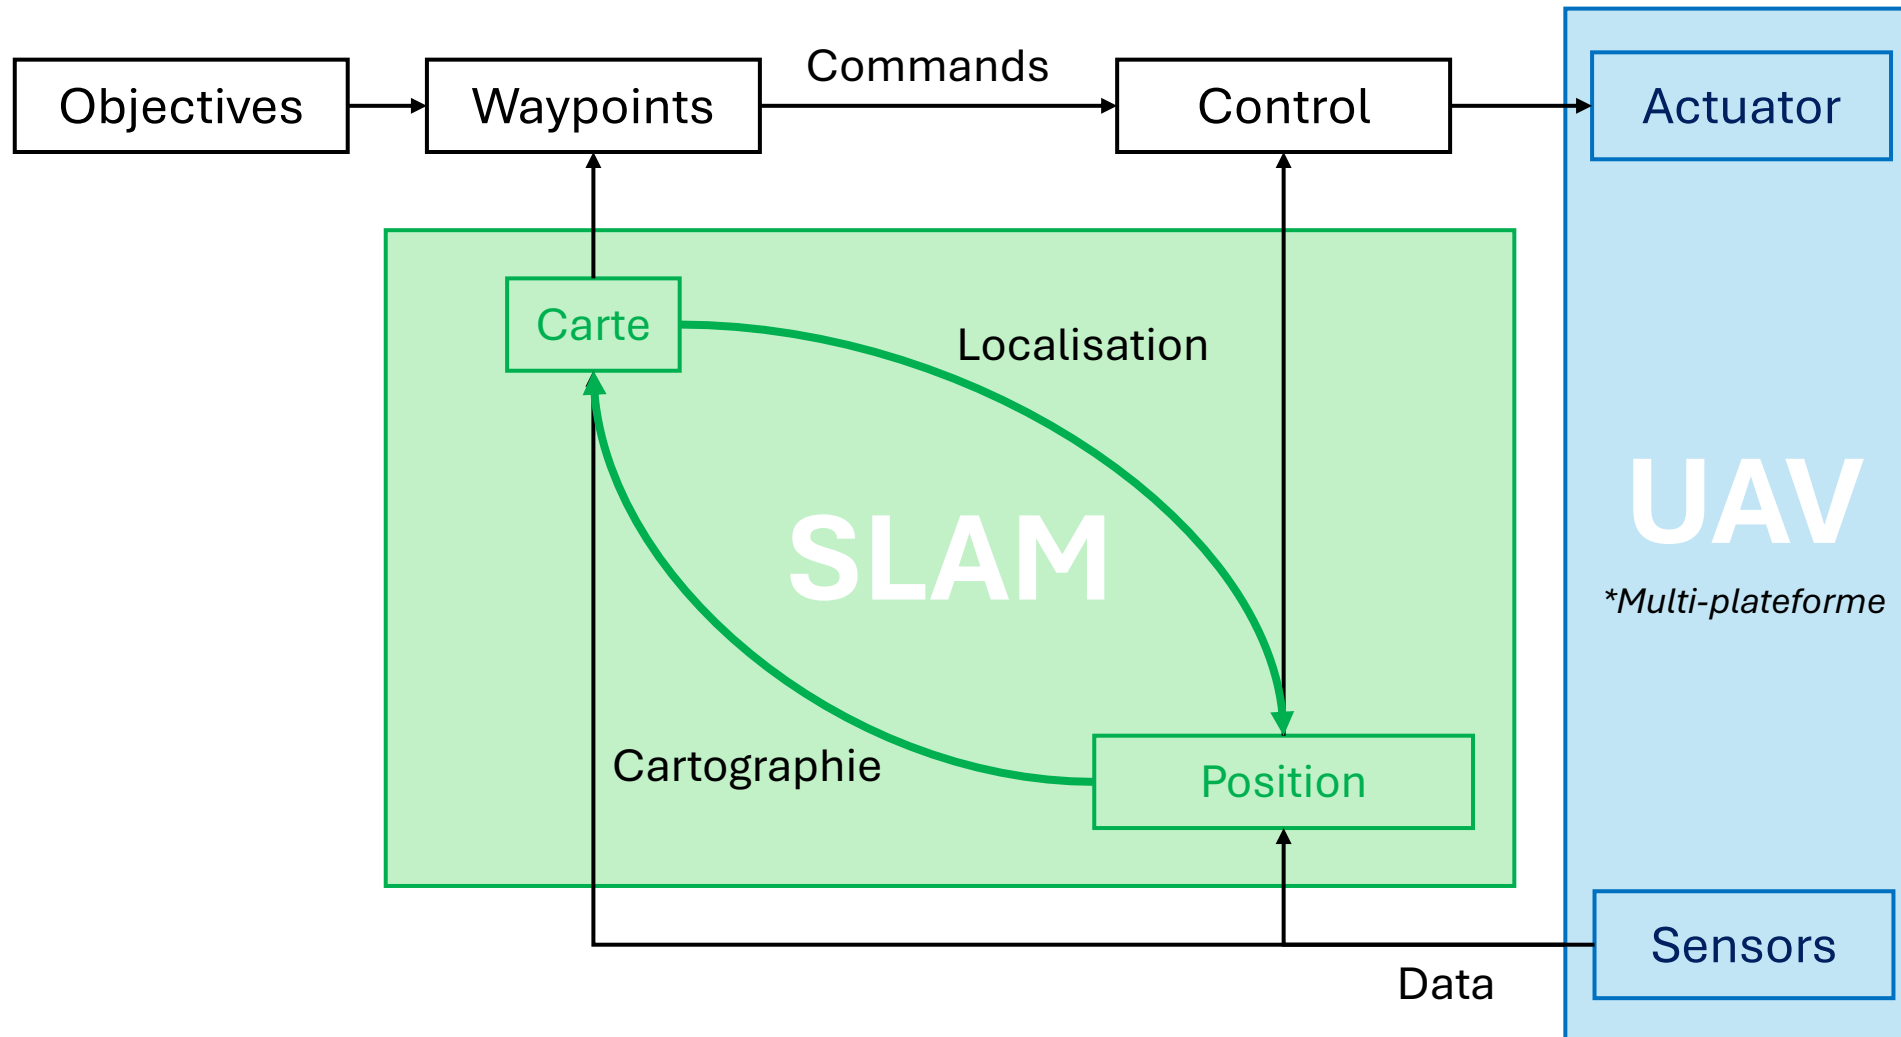 Objectives
Waypoints
Commands
Control
Actuator
Carte
Localisation
SLAM
UAV
*Multi-plateforme
Cartographie
Position
Sensors
Data